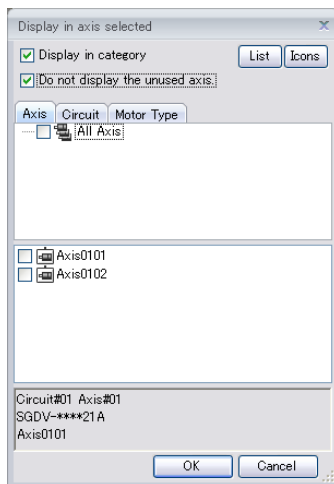 Display in axis selected
Display in category
List
Icons
Do not display the unused axis.
Axis
Circuit
Motor Type
All Axis
Axis0101
Axis0102
Circuit#01 Axis#01
SGDV-****21A
Axis0101
OK
Cancel